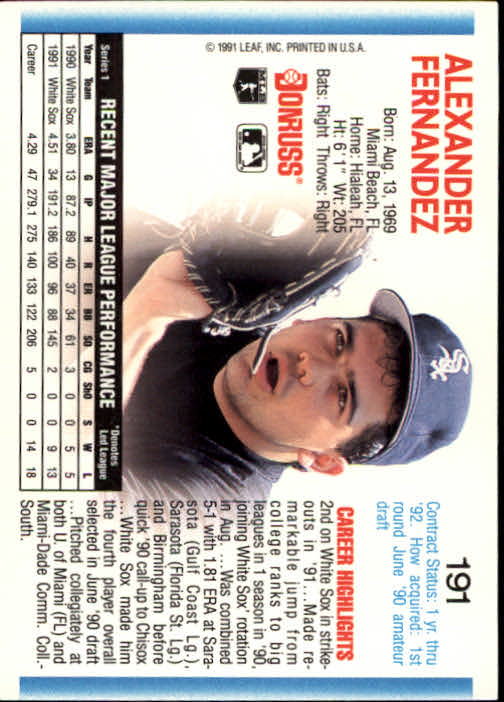 ALEXANDER
FERNANDEZ
191
Born: Aug. 13, 1969
Miami Beach, FL
Home: Hialeah, FL
Ht: 6'1" Wt: 205
Bats: Right Throws: Right
DONRUSS
© 1991 LEAF, INC. PRINTED IN U.S.A.
Contract Status: 1 yr. thru
'92. How acquired: 1st
round June '90 amateur
draft
CAREER HIGHLIGHTS
2nd on White Sox in strike-
outs in '91...Made re-
markable jump from
college ranks to big
leagues in 1 season in '90,
joining White Sox' rotation
in Aug....Was combined
5-1 with 1.81 ERA at Sara-
sota (Gulf Coast Lg.),
Sarasota (Florida St. Lg.)
and Birmingham before
quick '90 call-up to Chisox
...White Sox made him
the fourth player overall
selected in June '90 draft
...Pitched collegiately at
both U. of Miami (FL) and
Miami-Dade Comm. Coll.-
South.
Series 1 RECENT MAJOR LEAGUE PERFORMANCE *Denotes
Led League
Year Team ERA G IP H R ER BB SO CG ShO S W L
1990 White Sox 3.80 13 87.2 89 40 37 34 61 3 0 0 5 5
1991 White Sox 4.51 34 191.2 186 100 96 88 145 2 0 0 9 13
Career 4.29 47 279.1 275 140 133 122 206 5 0 0 14 18